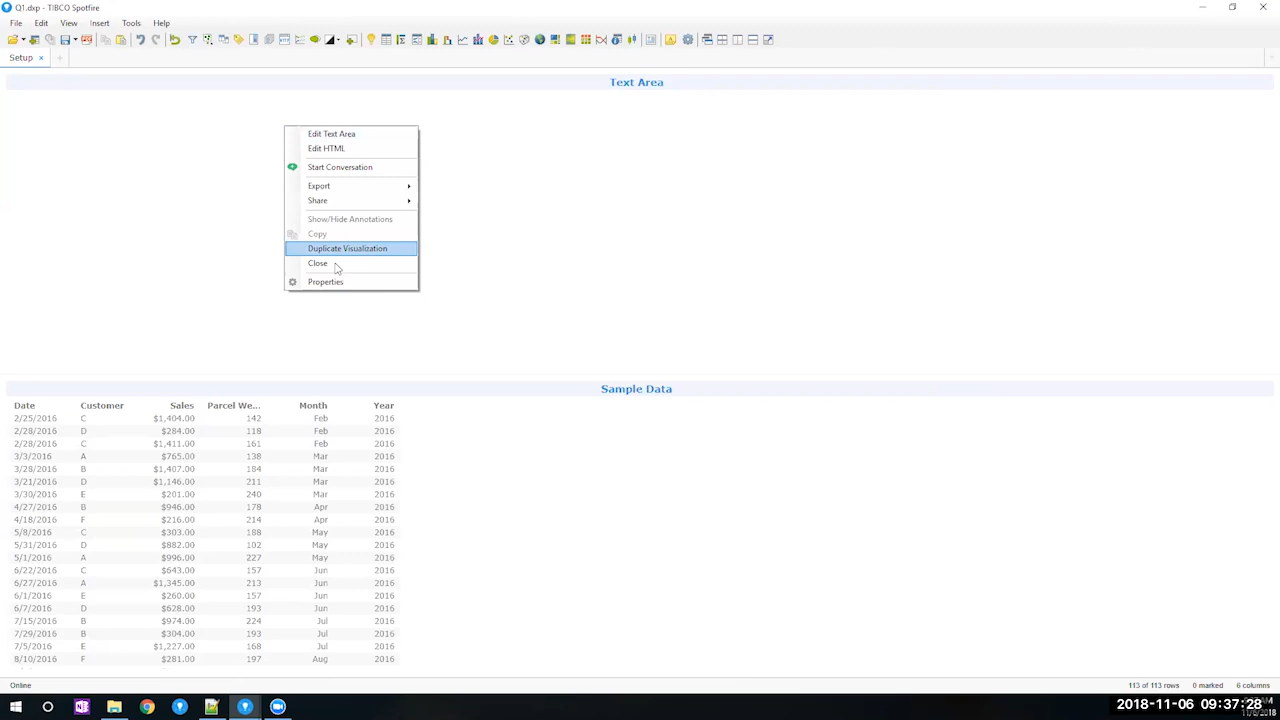 Q1.dxp - TIBCO Spotfire
File Edit View Insert Tools Help
Setup ×
Text Area
Edit Text Area
Edit HTML
Start Conversation
Export
Share
Show/Hide Annotations
Copy
Duplicate Visualization
Close
Properties
Sample Data
Date Customer Sales Parcel We... Month Year
2/25/2016 C $1,404.00 142 Feb 2016
2/28/2016 D $284.00 118 Feb 2016
2/28/2016 C $1,411.00 161 Feb 2016
3/3/2016 A $765.00 138 Mar 2016
3/28/2016 B $1,407.00 184 Mar 2016
3/21/2016 D $1,146.00 211 Mar 2016
3/30/2016 E $201.00 240 Mar 2016
4/27/2016 B $946.00 178 Apr 2016
4/18/2016 F $216.00 214 Apr 2016
5/8/2016 C $303.00 188 May 2016
5/31/2016 D $882.00 102 May 2016
5/1/2016 A $996.00 227 May 2016
6/22/2016 C $643.00 157 Jun 2016
6/27/2016 A $1,345.00 213 Jun 2016
6/1/2016 E $260.00 157 Jun 2016
6/7/2016 D $628.00 193 Jun 2016
7/15/2016 B $974.00 224 Jul 2016
7/29/2016 B $304.00 193 Jul 2016
7/5/2016 E $1,227.00 168 Jul 2016
8/10/2016 F $281.00 197 Aug 2016
Online 113 of 113 rows 0 marked 6 columns
2018-11-06 09:37:28
11/6/2018